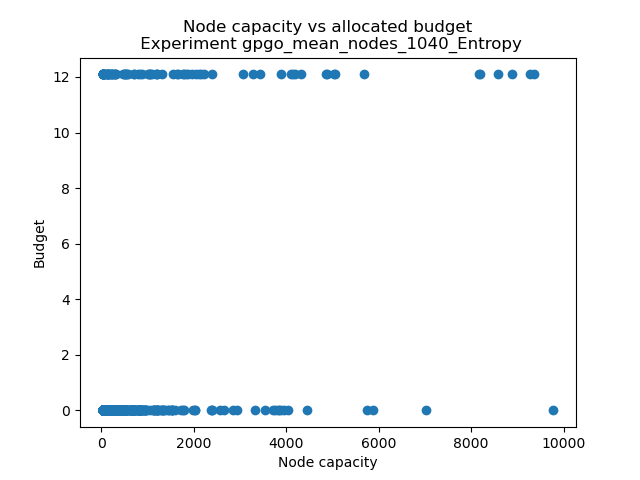 Node capacity vs allocated budget
Experiment gpgo_mean_nodes_1040_Entropy
12
10
8
6
4
2
0
Budget
0 2000 4000 6000 8000 10000
Node capacity